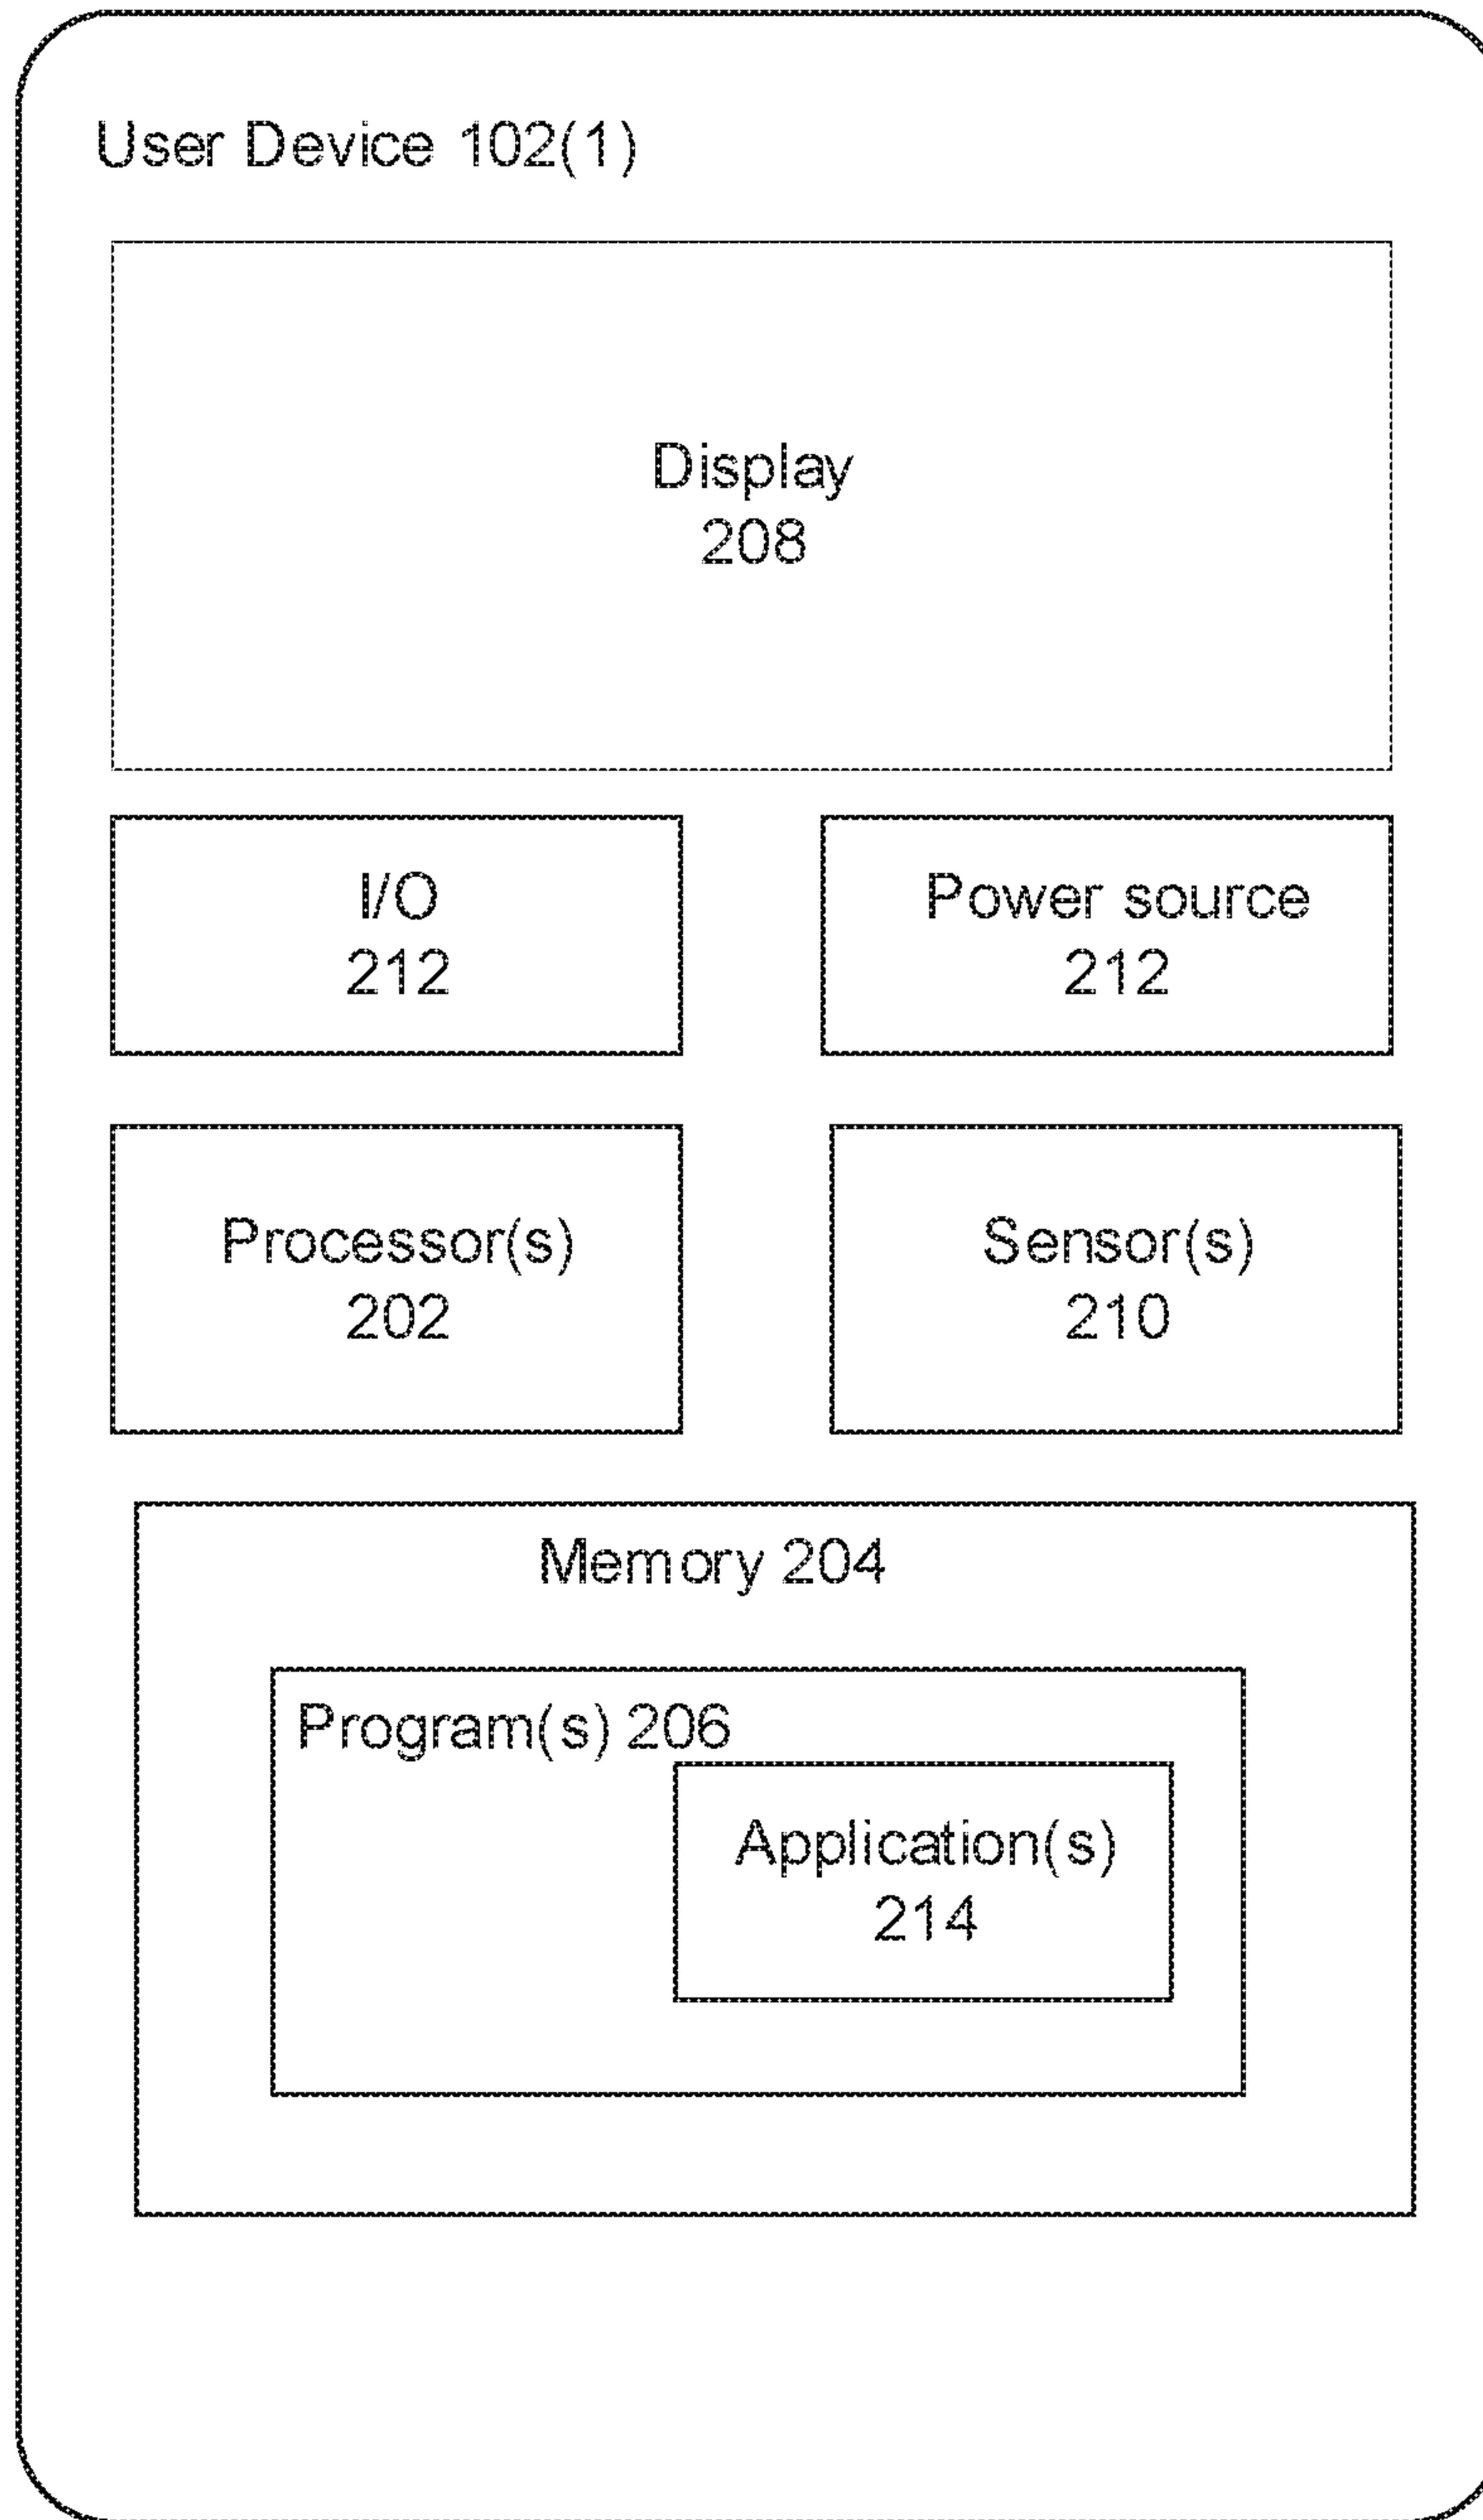 User Device 102(1)
Display
208
I/O
212
Power source
212
Processor(s)
202
Sensor(s)
210
Memory 204
Program(s) 206
Application(s)
214